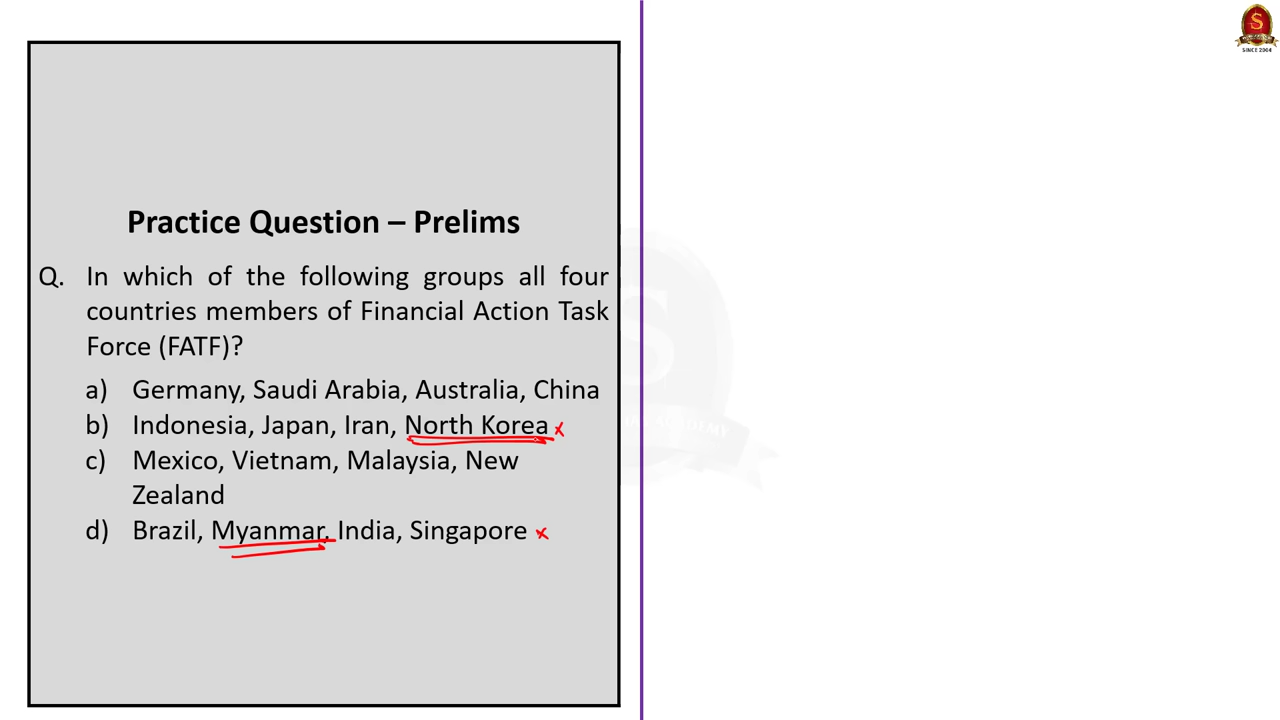 S
SINCE 2004
Practice Question – Prelims
Q. In which of the following groups all four
countries members of Financial Action Task
Force (FATF)?
a) Germany, Saudi Arabia, Australia, China
b) Indonesia, Japan, Iran, North Korea x
c) Mexico, Vietnam, Malaysia, New
Zealand
d) Brazil, Myanmar, India, Singapore x